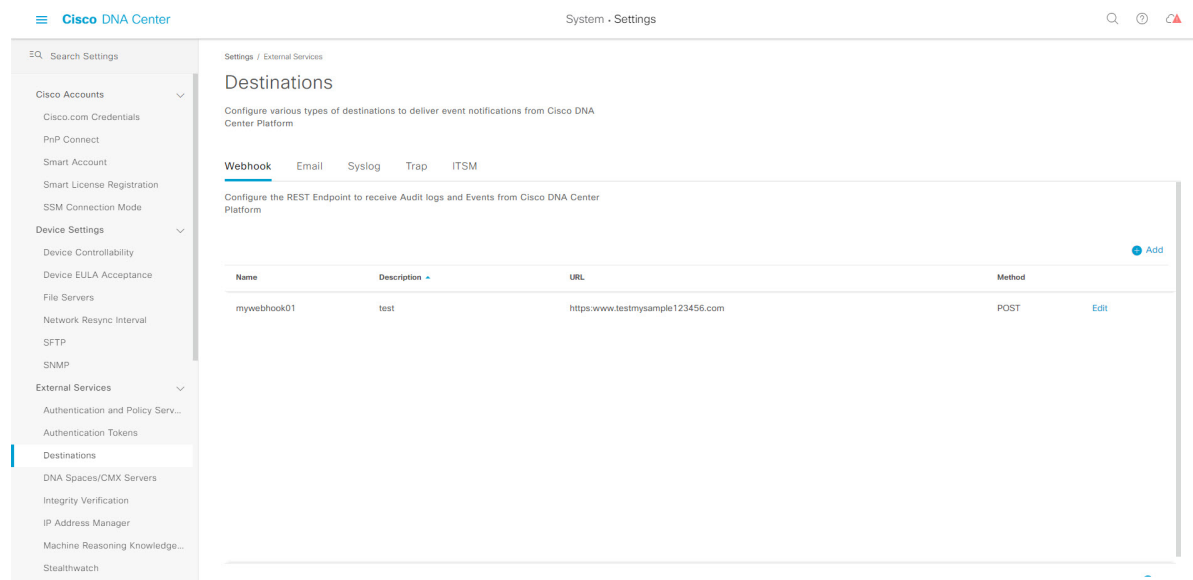 Cisco DNA Center
System · Settings
Search Settings
Cisco Accounts
Cisco.com Credentials
PnP Connect
Smart Account
Smart License Registration
SSM Connection Mode
Device Settings
Device Controllability
Device EULA Acceptance
File Servers
Network Resync Interval
SFTP
SNMP
External Services
Authentication and Policy Serv...
Authentication Tokens
Destinations
DNA Spaces/CMX Servers
Integrity Verification
IP Address Manager
Machine Reasoning Knowledge...
Stealthwatch
Settings / External Services
Destinations
Configure various types of destinations to deliver event notifications from Cisco DNA
Center Platform
Webhook Email Syslog Trap ITSM
Configure the REST Endpoint to receive Audit logs and Events from Cisco DNA Center
Platform
Add
Name Description URL Method
mywebhook01 test https:www.testmysample123456.com POST Edit